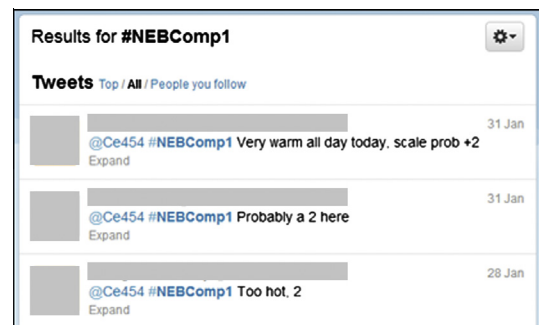 Results for #NEBComp1
Tweets Top / All / People you follow
31 Jan
@Ce454 #NEBComp1 Very warm all day today, scale prob +2
Expand
31 Jan
@Ce454 #NEBComp1 Probably a 2 here
Expand
28 Jan
@Ce454 #NEBComp1 Too hot, 2
Expand